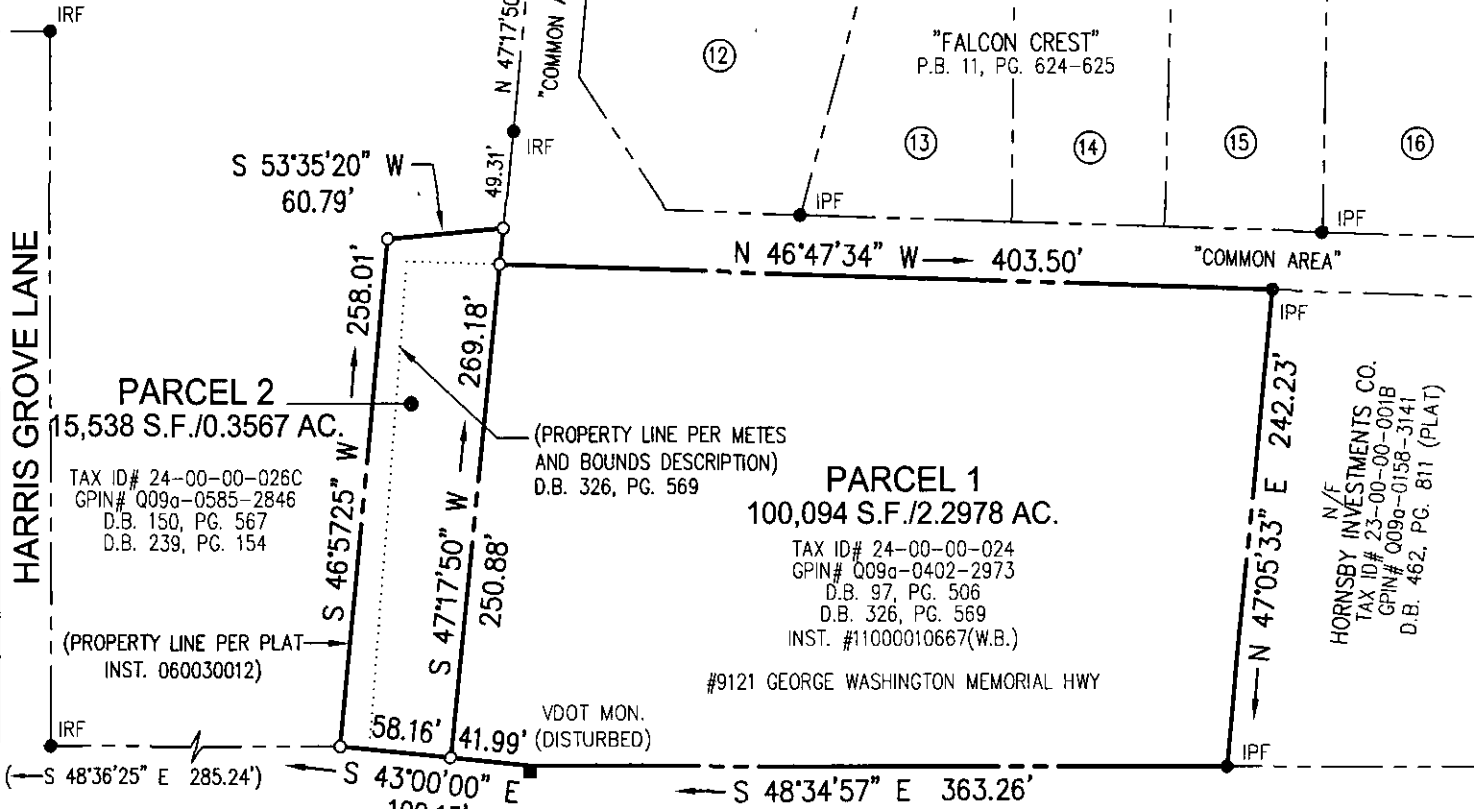 IRF
N 47°17'50"
"COMMON A
12
"FALCON CREST"
P.B. 11, PG. 624-625
13
14
15
16
IRF
49.31'
S 53°35'20" W
60.79'
IPF
IPF
N 46°47'34" W 403.50'
"COMMON AREA"
IPF
HARRIS GROVE LANE
258.01'
S 46°57'25" W
269.18'
S 47°17'50" W
250.88'
PARCEL 2
15,538 S.F./0.3567 AC.
TAX ID# 24-00-00-026C
GPIN# Q09a-0585-2846
D.B. 150, PG. 567
D.B. 239, PG. 154
(PROPERTY LINE PER METES
AND BOUNDS DESCRIPTION)
D.B. 326, PG. 569
PARCEL 1
100,094 S.F./2.2978 AC.
TAX ID# 24-00-00-024
GPIN# Q09a-0402-2973
D.B. 97, PG. 506
D.B. 326, PG. 569
INST. #11000010667(W.B.)
#9121 GEORGE WASHINGTON MEMORIAL HWY
N 47°05'33" E 242.23'
N/F
HORNSBY INVESTMENTS CO.
TAX ID# 23-00-00-001B
GPIN# Q09a-0158-3141
D.B. 462, PG. 811 (PLAT)
(PROPERTY LINE PER PLAT
INST. 060030012)
IRF
58.16'
41.99'
VDOT MON.
(DISTURBED)
IPF
(S 48°36'25" E 285.24')
S 43°00'00" E
S 48°34'57" E 363.26'